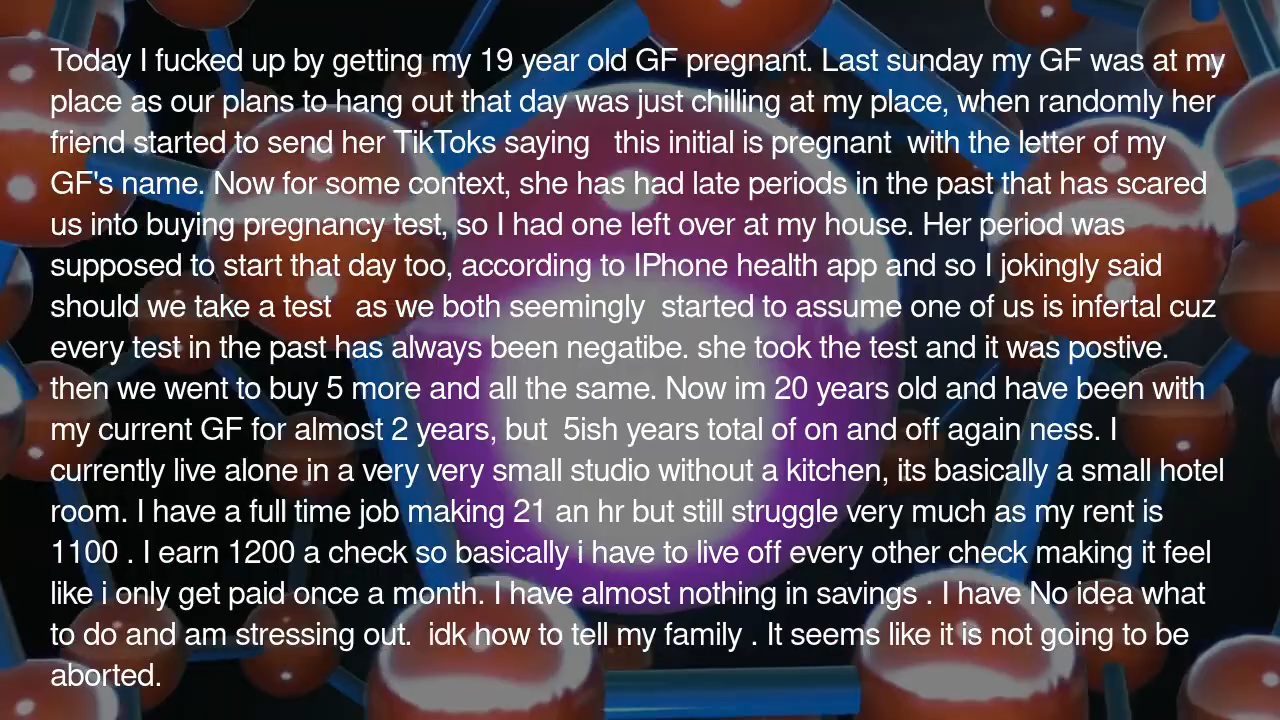 Today I fucked up by getting my 19 year old GF pregnant. Last sunday my GF was at my
place as our plans to hang out that day was just chilling at my place, when randomly her
friend started to send her TikToks saying   this initial is pregnant  with the letter of my
GF's name. Now for some context, she has had late periods in the past that has scared
us into buying pregnancy test, so I had one left over at my house. Her period was
supposed to start that day too, according to IPhone health app and so I jokingly said
should we take a test   as we both seemingly  started to assume one of us is infertal cuz
every test in the past has always been negatibe. she took the test and it was postive.
then we went to buy 5 more and all the same. Now im 20 years old and have been with
my current GF for almost 2 years, but  5ish years total of on and off again ness. I
currently live alone in a very very small studio without a kitchen, its basically a small hotel
room. I have a full time job making 21 an hr but still struggle very much as my rent is
1100 . I earn 1200 a check so basically i have to live off every other check making it feel
like i only get paid once a month. I have almost nothing in savings . I have No idea what
to do and am stressing out.  idk how to tell my family . It seems like it is not going to be
aborted.